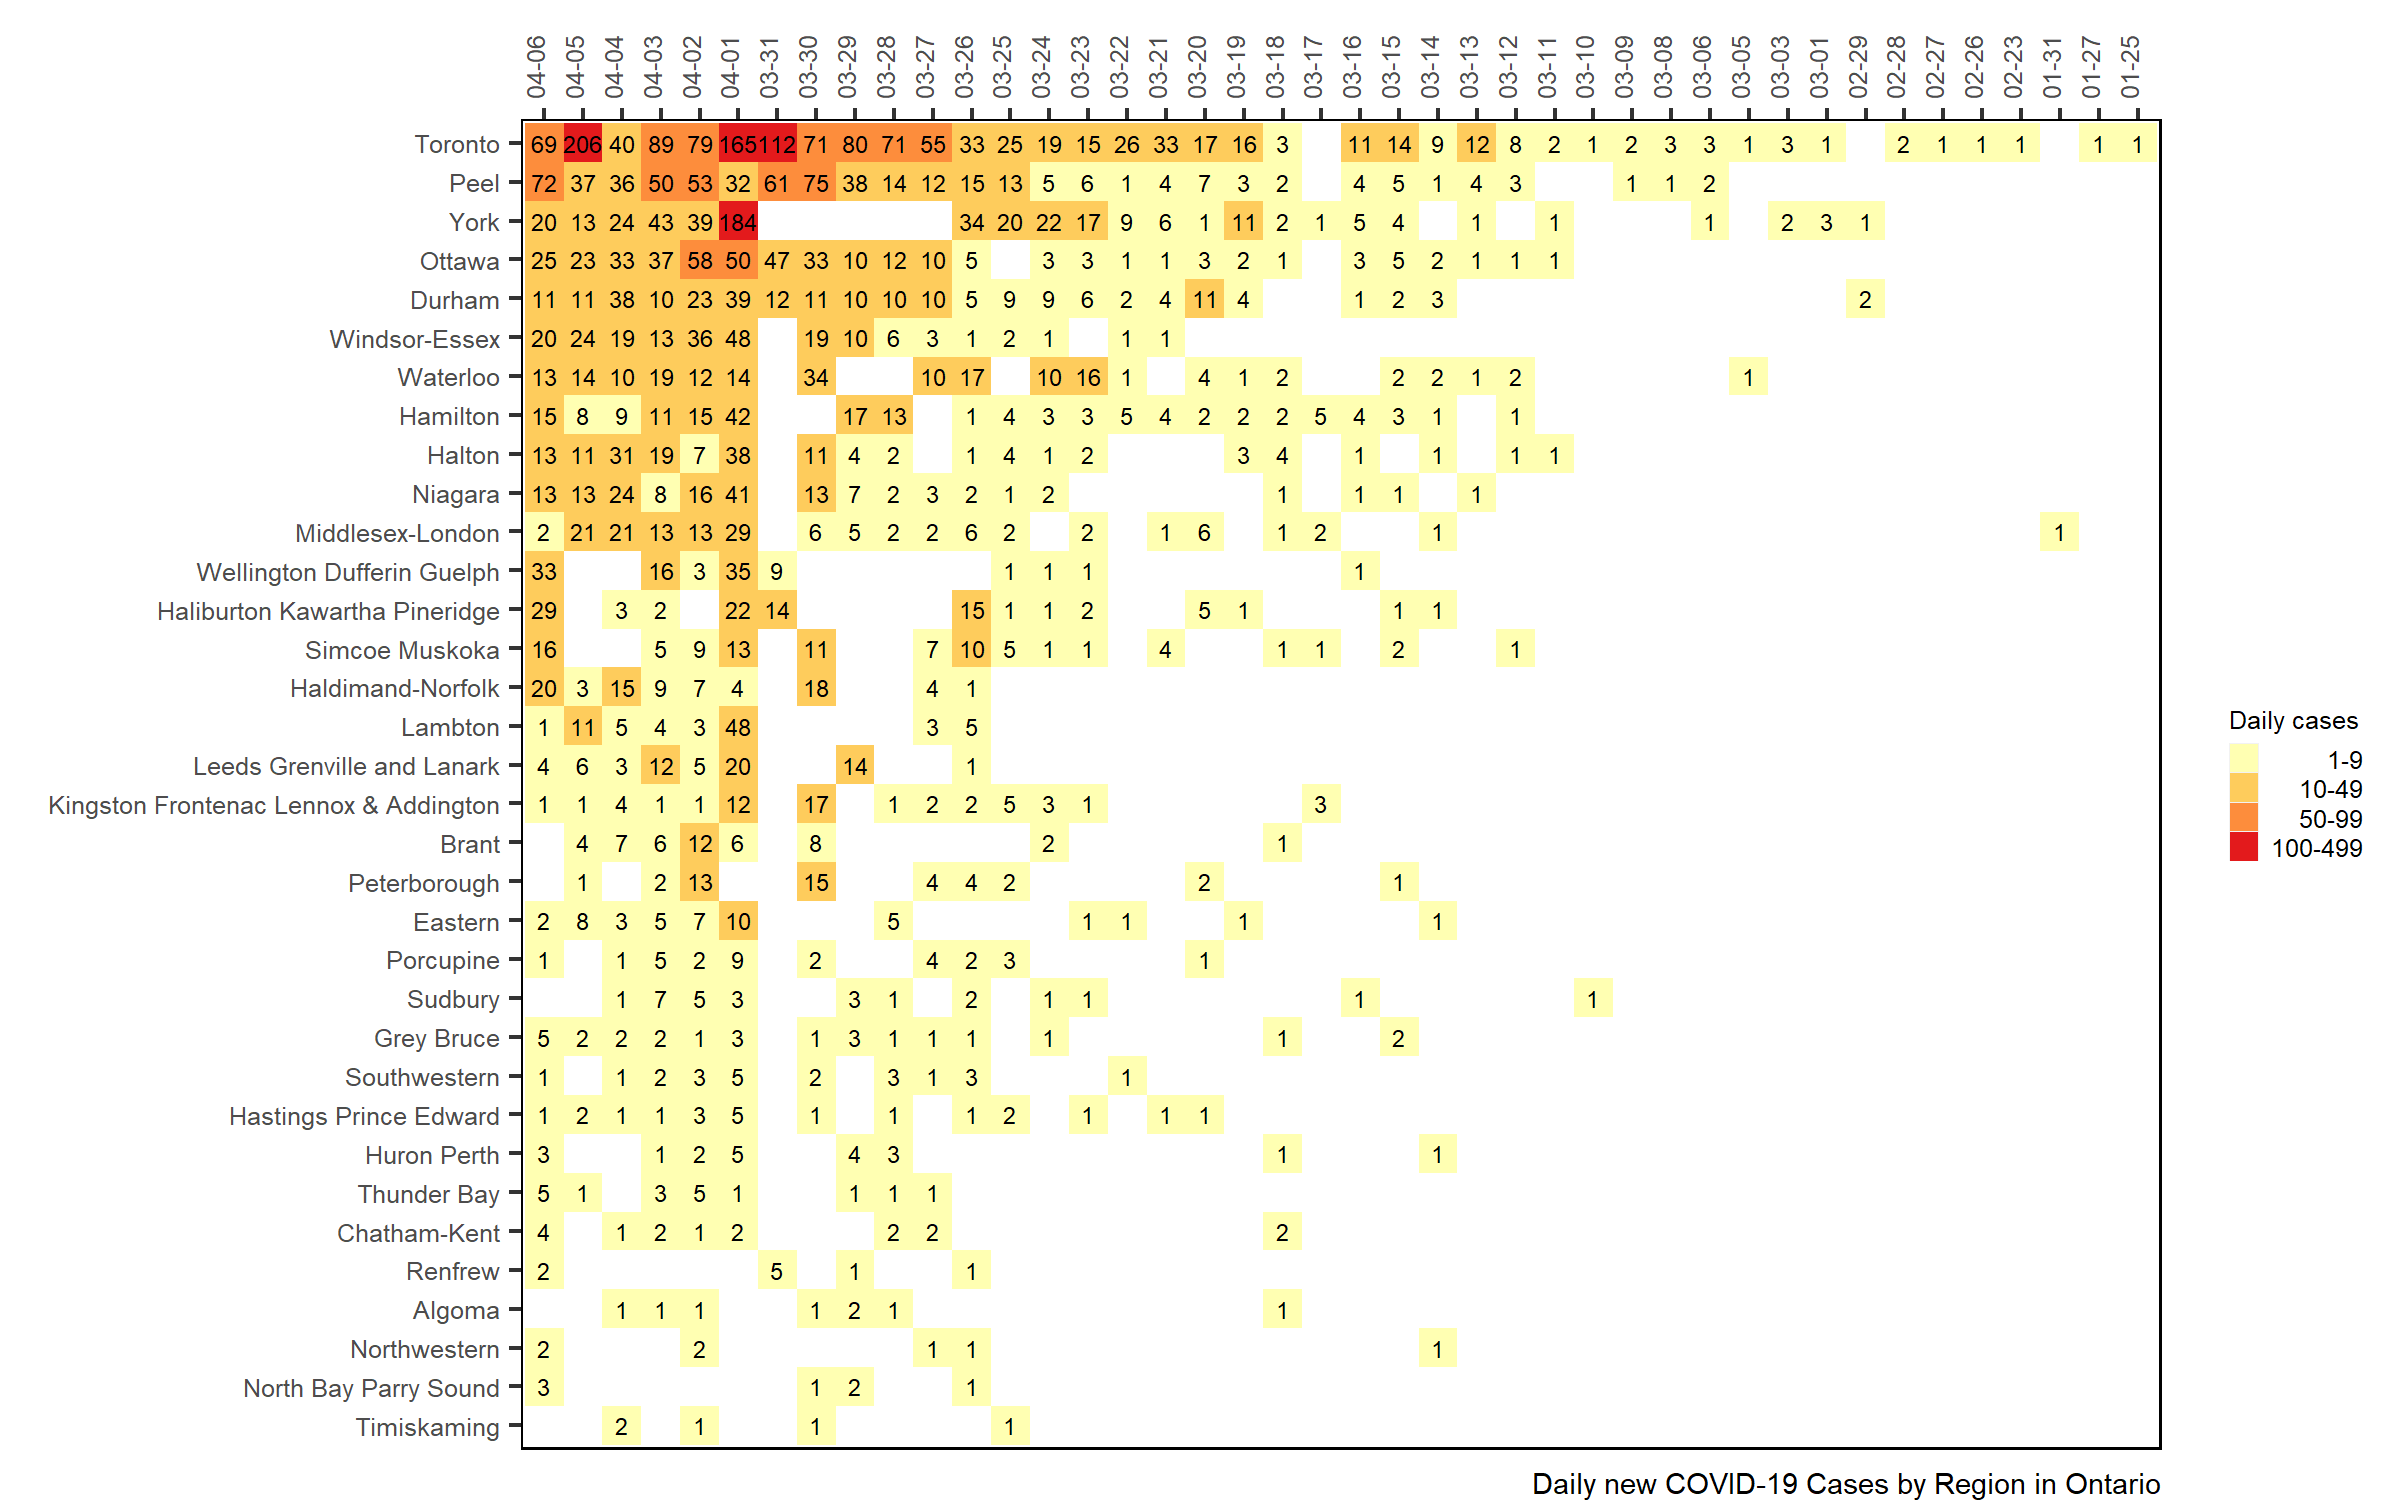 04-06 04-05 04-04 04-03 04-02 04-01 03-31 03-30 03-29 03-28 03-27 03-26 03-25 03-24 03-23 03-22 03-21 03-20 03-19 03-18 03-17 03-16 03-15 03-14 03-13 03-12 03-11 03-10 03-09 03-08 03-06 03-05 03-03 03-01 02-29 02-28 02-27 02-26 02-23 01-31 01-27 01-25
Toronto 69 206 40 89 79 165 112 71 80 71 55 33 25 19 15 26 33 17 16 3 11 14 9 12 8 2 1 2 3 3 1 3 1 2 1 1 1 1 1
Peel 72 37 36 50 53 32 61 75 38 14 12 15 13 5 6 1 4 7 3 2 4 5 1 4 3 1 1 2
York 20 13 24 43 39 184 34 20 22 17 9 6 1 11 2 1 5 4 1 1 1 2 3 1
Ottawa 25 23 33 37 58 50 47 33 10 12 10 5 3 3 1 1 3 2 1 3 5 2 1 1 1
Durham 11 11 38 10 23 39 12 11 10 10 10 5 9 9 6 2 4 11 4 1 2 3 2
Windsor-Essex 20 24 19 13 36 48 19 10 6 3 1 2 1 1 1
Waterloo 13 14 10 19 12 14 34 10 17 10 16 1 4 1 2 2 2 1 2 1
Hamilton 15 8 9 11 15 42 17 13 1 4 3 3 5 4 2 2 2 5 4 3 1 1
Halton 13 11 31 19 7 38 11 4 2 1 4 1 2 3 4 1 1 1 1
Niagara 13 13 24 8 16 41 13 7 2 3 2 1 2 1 1 1 1
Middlesex-London 2 21 21 13 13 29 6 5 2 2 6 2 2 1 6 1 2 1 1
Wellington Dufferin Guelph 33 16 3 35 9 1 1 1 1
Haliburton Kawartha Pineridge 29 3 2 22 14 15 1 1 2 5 1 1 1
Simcoe Muskoka 16 5 9 13 11 7 10 5 1 1 4 1 1 2 1
Haldimand-Norfolk 20 3 15 9 7 4 18 4 1
Lambton 1 11 5 4 3 48 3 5
Leeds Grenville and Lanark 4 6 3 12 5 20 14 1
Kingston Frontenac Lennox & Addington 1 1 4 1 1 12 17 1 2 2 5 3 1 3
Brant 4 7 6 12 6 8 2 1
Peterborough 1 2 13 15 4 4 2 2 1
Eastern 2 8 3 5 7 10 5 1 1 1 1
Porcupine 1 1 5 2 9 2 4 2 3 1
Sudbury 1 7 5 3 3 1 2 1 1 1 1
Grey Bruce 5 2 2 2 1 3 1 3 1 1 1 1 1 2
Southwestern 1 1 2 3 5 2 3 1 3 1
Hastings Prince Edward 1 2 1 1 3 5 1 1 1 2 1 1 1
Huron Perth 3 1 2 5 4 3 1 1
Thunder Bay 5 1 3 5 1 1 1 1
Chatham-Kent 4 1 2 1 2 2 2 2
Renfrew 2 5 1 1
Algoma 1 1 1 1 2 1 1
Northwestern 2 2 1 1 1
North Bay Parry Sound 3 1 2 1
Timiskaming 2 1 1 1
Daily cases
1-9
10-49
50-99
100-499
Daily new COVID-19 Cases by Region in Ontario